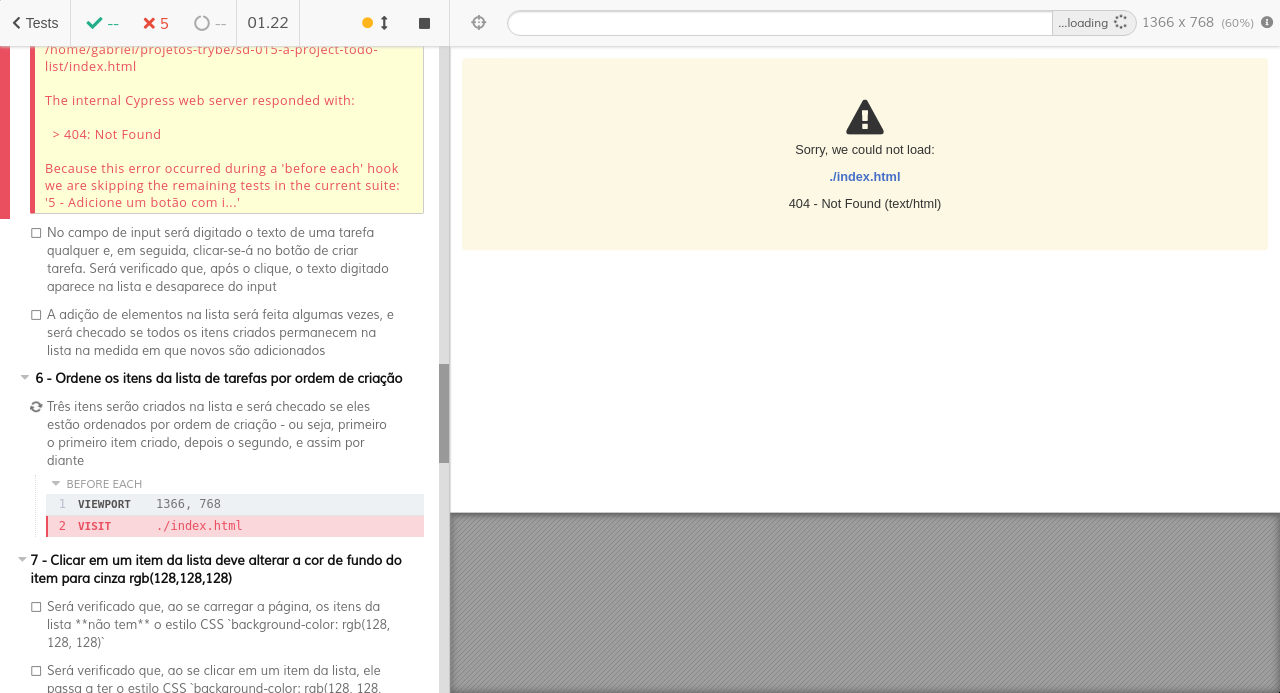 Tests
--
5
--
01.22
...loading
1366 x 768 (60%)
/home/gabriel/projetos-trybe/sd-015-a-project-todo-
list/index.html
The internal Cypress web server responded with:
> 404: Not Found
Because this error occurred during a 'before each' hook
we are skipping the remaining tests in the current suite:
'5 - Adicione um botão com i...'
No campo de input será digitado o texto de uma tarefa
qualquer e, em seguida, clicar-se-á no botão de criar
tarefa. Será verificado que, após o clique, o texto digitado
aparece na lista e desaparece do input
A adição de elementos na lista será feita algumas vezes, e
será checado se todos os itens criados permanecem na
lista na medida em que novos são adicionados
6 - Ordene os itens da lista de tarefas por ordem de criação
Três itens serão criados na lista e será checado se eles
estão ordenados por ordem de criação - ou seja, primeiro
o primeiro item criado, depois o segundo, e assim por
diante
BEFORE EACH
1 VIEWPORT 1366, 768
2 VISIT ./index.html
7 - Clicar em um item da lista deve alterar a cor de fundo do
item para cinza rgb(128,128,128)
Será verificado que, ao se carregar a página, os itens da
lista **não tem** o estilo CSS `background-color: rgb(128,
128, 128)`
Será verificado que, ao se clicar em um item da lista, ele
passa a ter o estilo CSS `background-color: rgb(128, 128,
Sorry, we could not load:
./index.html
404 - Not Found (text/html)